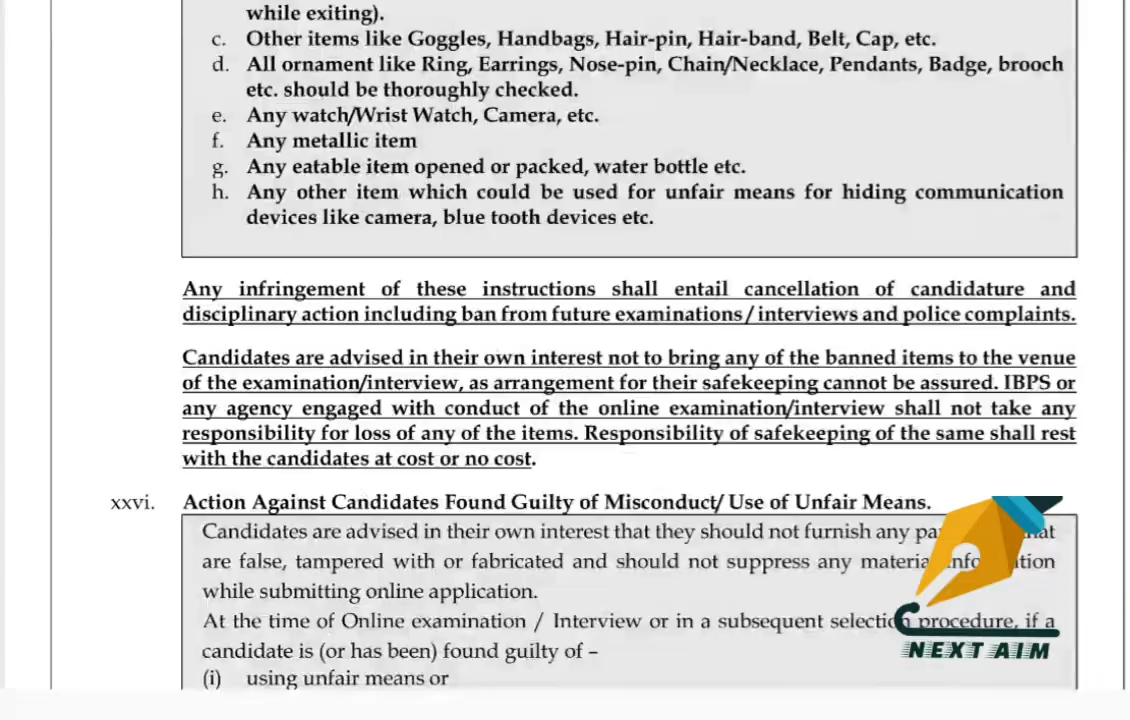 while exiting).
c. Other items like Goggles, Handbags, Hair-pin, Hair-band, Belt, Cap, etc.
d. All ornament like Ring, Earrings, Nose-pin, Chain/Necklace, Pendants, Badge, brooch
etc. should be thoroughly checked.
e. Any watch/Wrist Watch, Camera, etc.
f. Any metallic item
g. Any eatable item opened or packed, water bottle etc.
h. Any other item which could be used for unfair means for hiding communication
devices like camera, blue tooth devices etc.
Any infringement of these instructions shall entail cancellation of candidature and
disciplinary action including ban from future examinations / interviews and police complaints.
Candidates are advised in their own interest not to bring any of the banned items to the venue
of the examination/interview, as arrangement for their safekeeping cannot be assured. IBPS or
any agency engaged with conduct of the online examination/interview shall not take any
responsibility for loss of any of the items. Responsibility of safekeeping of the same shall rest
with the candidates at cost or no cost.
xxvi. Action Against Candidates Found Guilty of Misconduct/ Use of Unfair Means.
Candidates are advised in their own interest that they should not furnish any
are false, tampered with or fabricated and should not suppress any
while submitting online application.
At the time of Online examination / Interview or in a subsequent procedure, if a
candidate is (or has been) found guilty of –
(i) using unfair means or
NEXT AIM